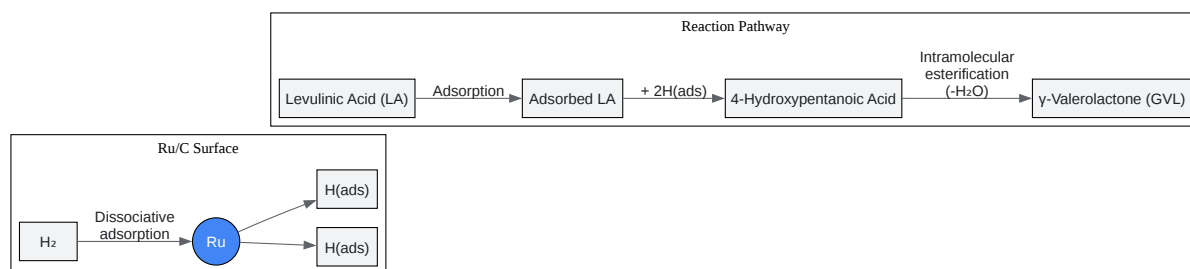 Reaction Pathway
Levulinic Acid (LA)
Adsorption
Adsorbed LA
+ 2H(ads)
4-Hydroxypentanoic Acid
Intramolecular
esterification
(-H₂O)
γ-Valerolactone (GVL)
Ru/C Surface
H₂
Dissociative
adsorption
Ru
H(ads)
H(ads)